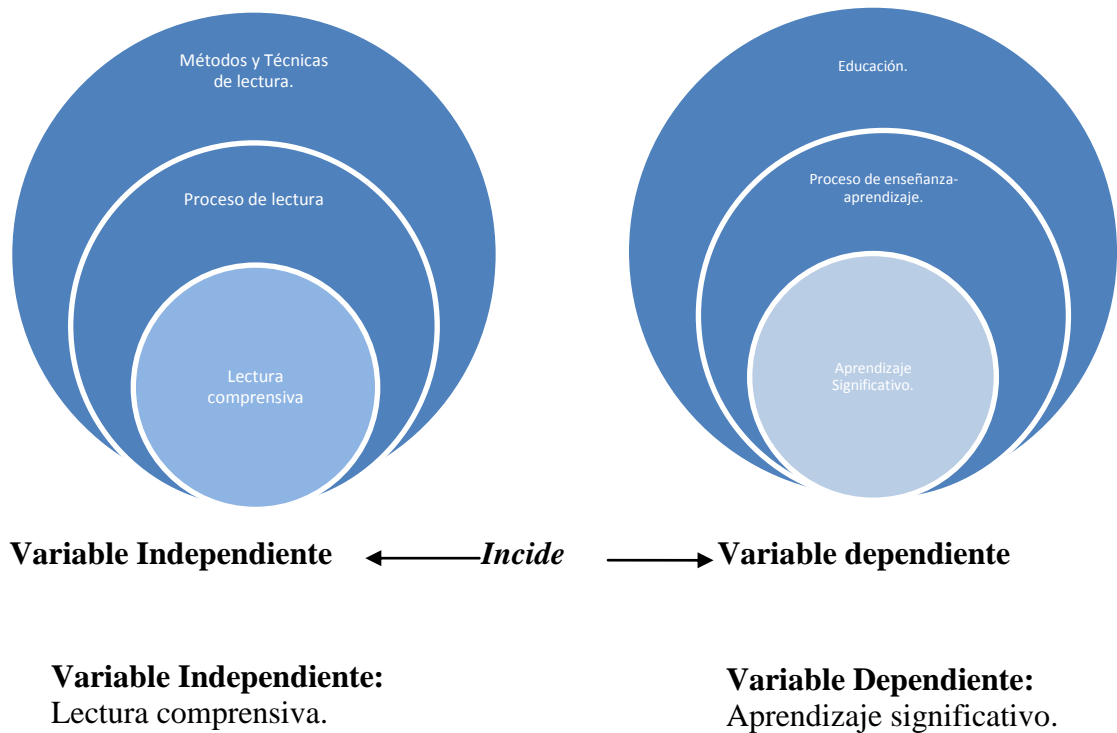 Métodos y Técnicas
de lectura.
Proceso de lectura
Lectura
comprensiva
Educación.
Proceso de enseñanza-
aprendizaje.
Aprendizaje
Significativo.
Variable Independiente Incide Variable dependiente
Variable Independiente:
Lectura comprensiva.
Variable Dependiente:
Aprendizaje significativo.